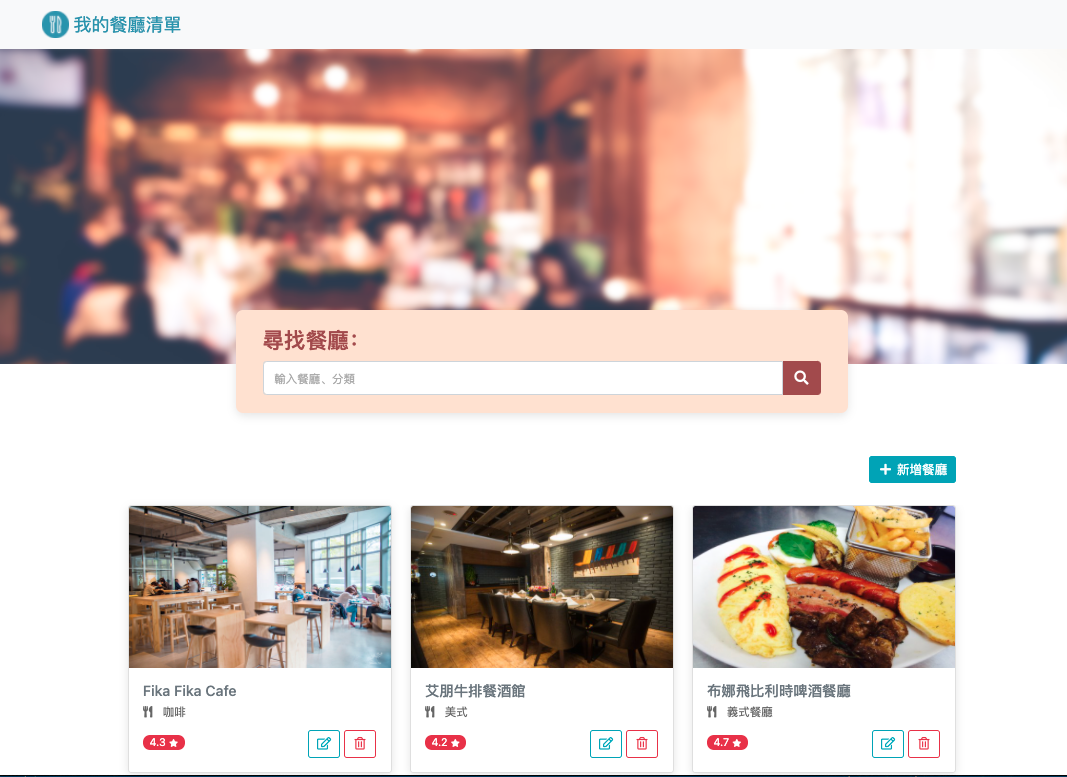 我的餐廳清單
尋找餐廳:
輸入餐廳、分類
新增餐廳
Fika Fika Cafe
咖啡
4.3
艾朋牛排餐酒館
美式
4.2
布娜飛比利時啤酒餐廳
義式餐廳
4.7